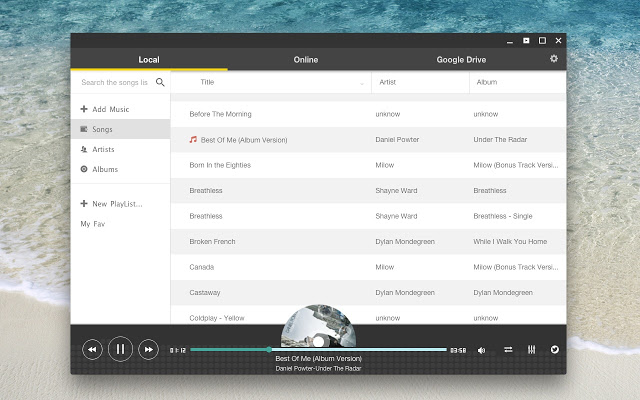 Local Online Google Drive
Search the songs lis
Title Artist Album
Add Music
Songs
Artists
Albums
New PlayList...
My Fav
Before The Morning unknow unknow
Best Of Me (Album Version) Daniel Powter Under The Radar
Born In the Eighties Milow Milow (Bonus Track Versi...
Breathless Shayne Ward Breathless
Breathless Shayne Ward Breathless - Single
Broken French Dylan Mondegreen While I Walk You Home
Canada Milow Milow (Bonus Track Versi...
Castaway Dylan Mondegreen Dylan Mondegreen
Coldplay - Yellow unknow unknow
01:12 03:58
Best Of Me (Album Version)
Daniel Powter-Under The Radar